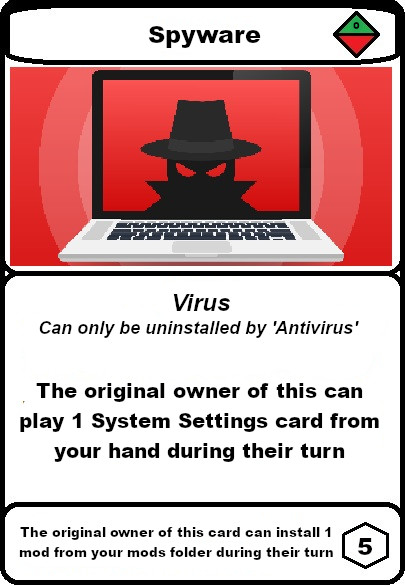 Spyware
0
Virus
Can only be uninstalled by 'Antivirus'
The original owner of this can
play 1 System Settings card from
your hand during their turn
The original owner of this card can install 1
mod from your mods folder during their turn
5